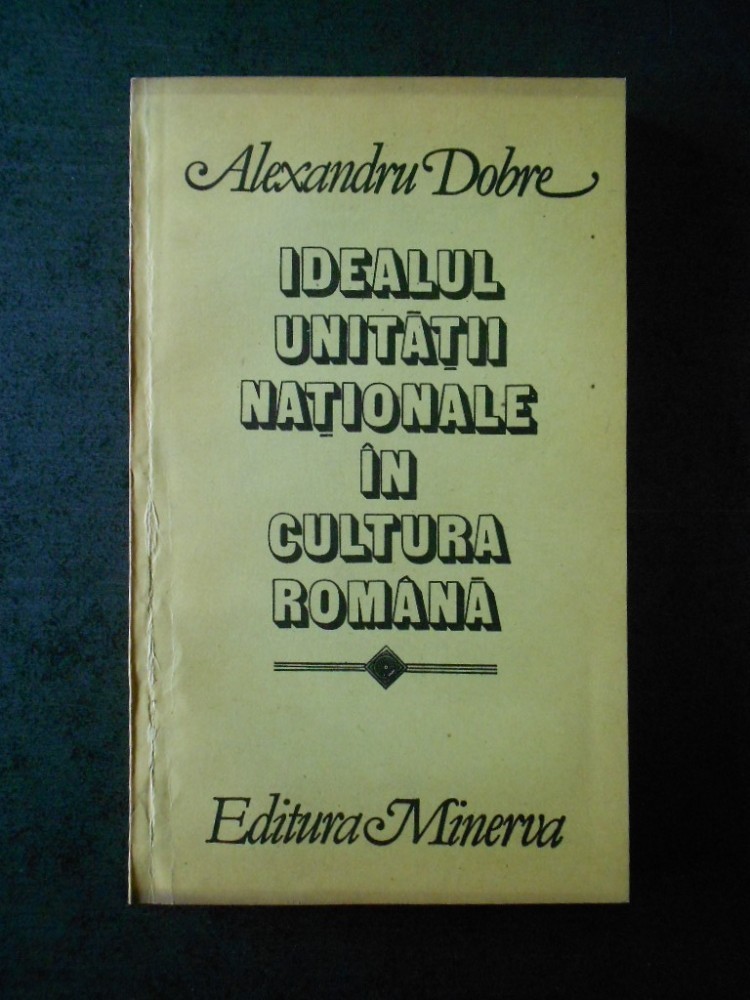 Alexandru Dobre
IDEALUL
UNITĂȚII
NAȚIONALE
ÎN
CULTURA
ROMÂNĂ
Editura Minerva